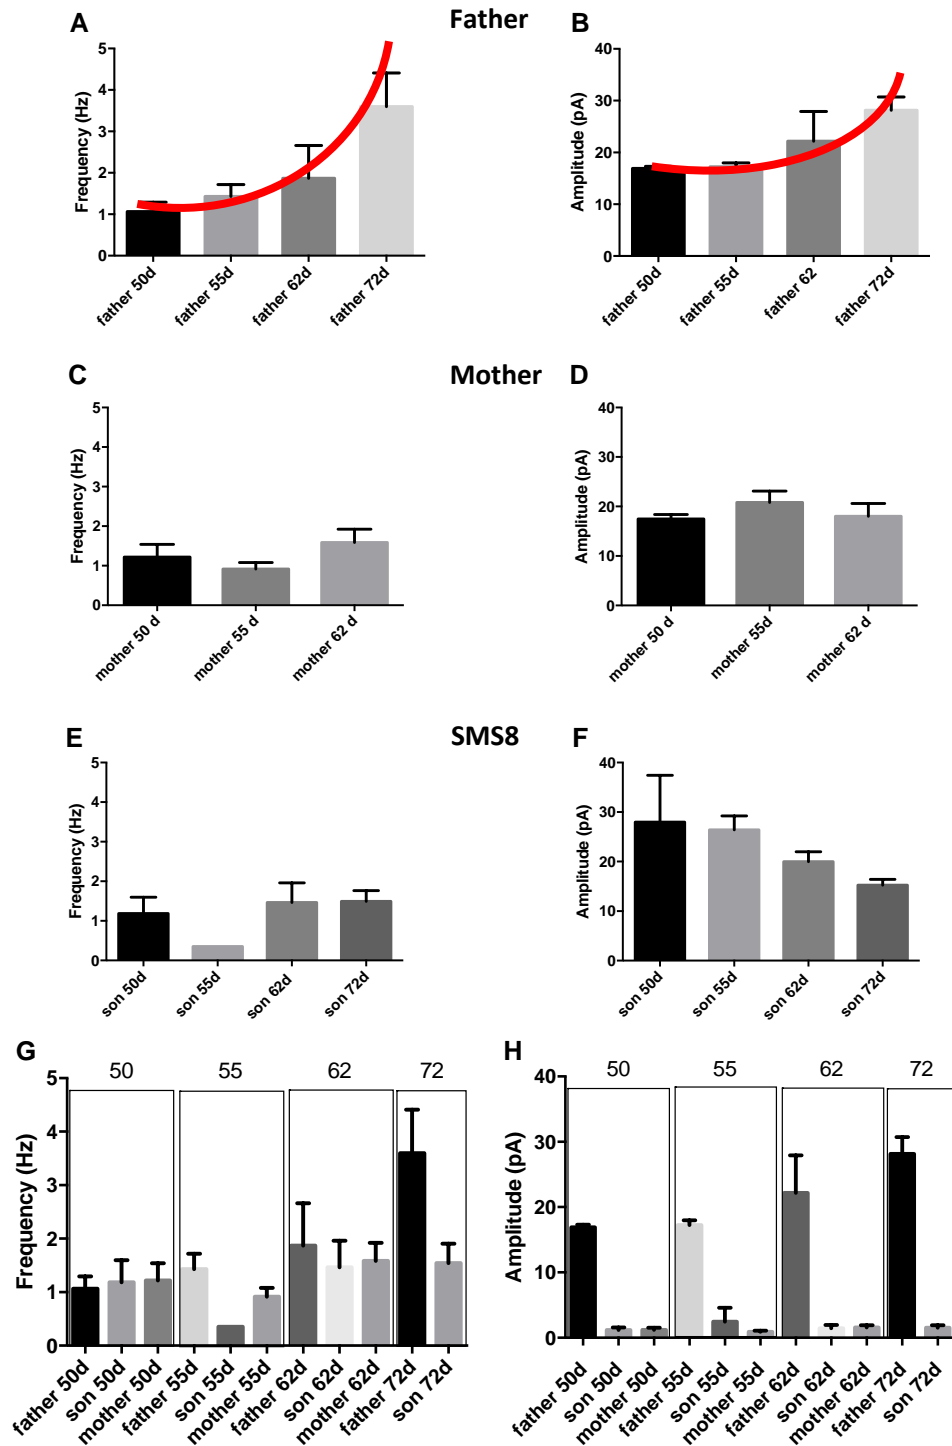 A
Father
B
Frequency (Hz)
5
4
3
2
1
0
father 50d
father 55d
father 62d
father 72d
Amplitude (pA)
40
30
20
10
0
father 50d
father 55d
father 62
father 72d
C
Mother
D
Frequency (Hz)
5
4
3
2
1
0
mother 50 d
mother 55 d
mother 62 d
Amplitude (pA)
40
30
20
10
0
mother 50 d
mother 55d
mother 62 d
E
SMS8
F
Frequency (Hz)
5
4
3
2
1
0
son 50d
son 55d
son 62d
son 72d
Amplitude (pA)
40
30
20
10
0
son 50d
son 55d
son 62d
son 72d
G
50
55
62
72
Frequency (Hz)
5
4
3
2
1
0
father 50d
son 50d
mother 50d
father 55d
son 55d
mother 55d
father 62d
son 62d
mother 62d
father 72d
son 72d
H
50
55
62
72
Amplitude (pA)
40
30
20
10
0
father 50d
son 50d
mother 50d
father 55d
son 55d
mother 55d
father 62d
son 62d
mother 62d
father 72d
son 72d